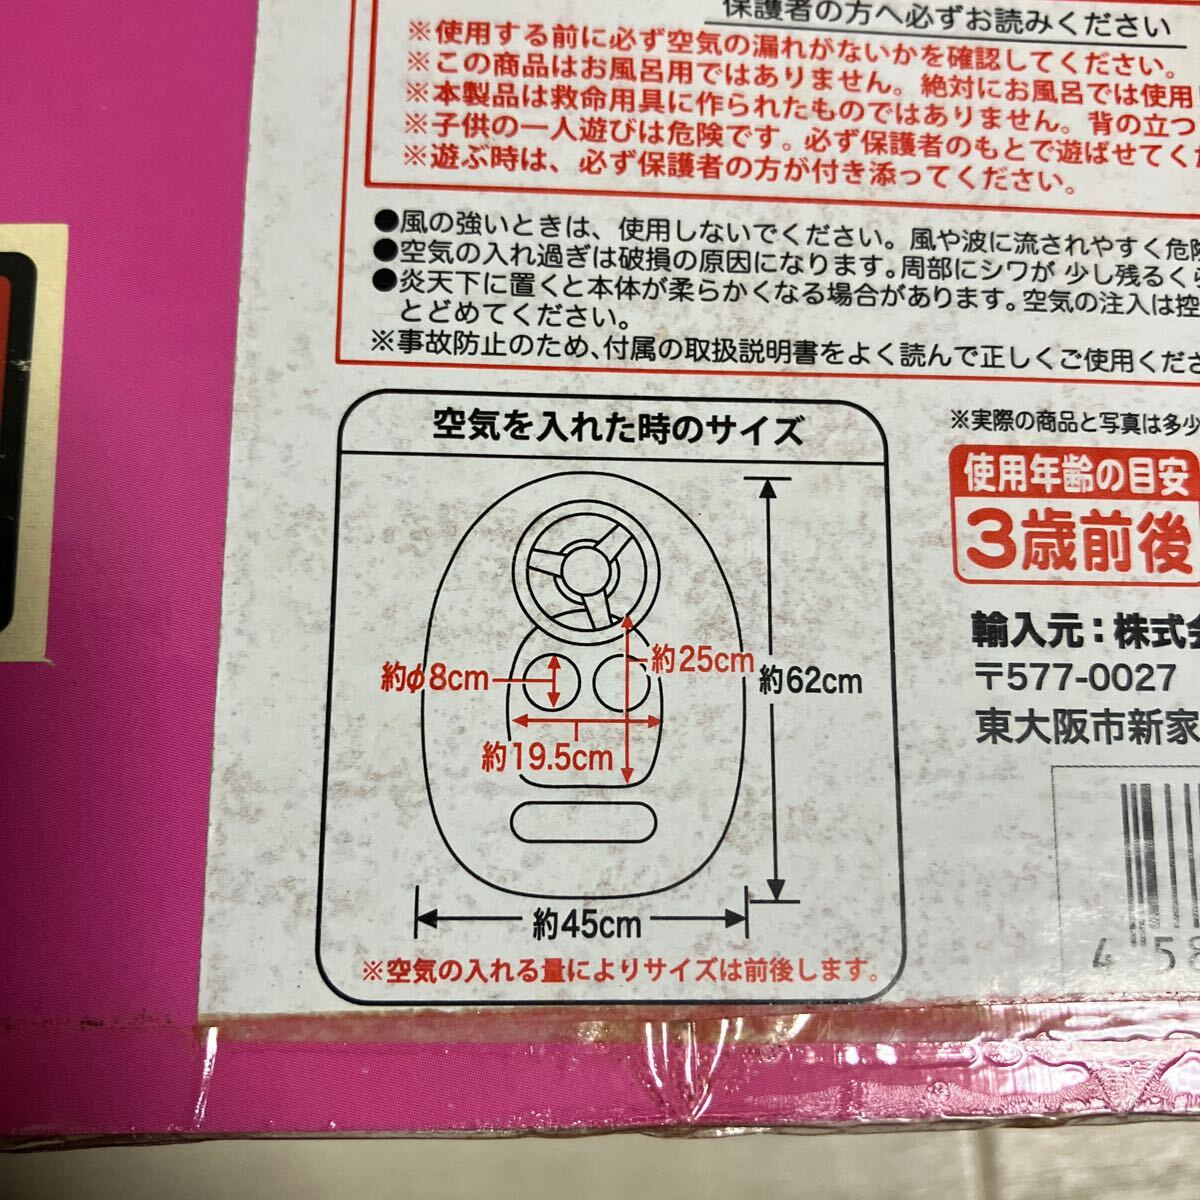 保護者の方へ必ずお読みください
※使用する前に必ず空気の漏れがないかを確認してください。
※この商品はお風呂用ではありません。絶対にお風呂では使用
※本製品は救命用具に作られたものではありません。背の立つ
※子供の一人遊びは危険です。必ず保護者のもとで遊ばせてくだ
※遊ぶ時は、必ず保護者の方が付き添ってください。
●風の強いときは、使用しないでください。風や波に流されやすく危険
●空気の入れ過ぎは破損の原因になります。周部にシワが 少し残るくら
●炎天下に置くと本体が柔らかくなる場合があります。空気の注入は控
とどめてください。
※事故防止のため、付属の取扱説明書をよく読んで正しくご使用くださ
空気を入れた時のサイズ
約φ8cm
約25cm
約62cm
約19.5cm
約45cm
※空気の入れる量によりサイズは前後します。
※実際の商品と写真は多少
使用年齢の目安
3歳前後
輸入元：株式会
〒577-0027
東大阪市新家
4 58